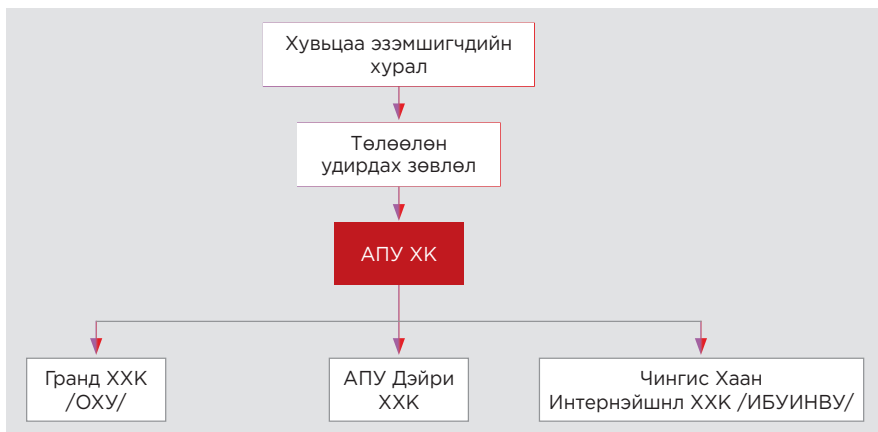 Хувьцаа эзэмшигчдийн
хурал
Төлөөлөн
удирдах зөвлөл
АПУ ХК
Гранд ХХК
/ОХУ/
АПУ Дэйри
ХХК
Чингис Хаан
Интернэйшнл ХХК /ИБУИНВУ/